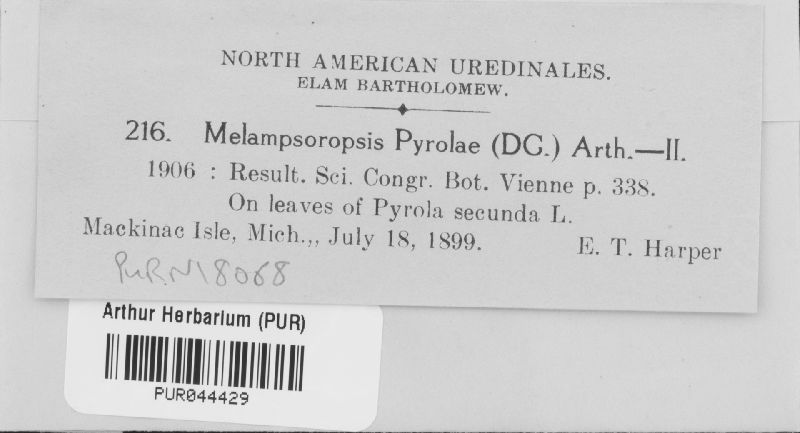 NORTH AMERICAN UREDINALES.
ELAM BARTHOLOMEW.
216. Melampsoropsis Pyrolae (DC.) Arth.—II.
1906 : Result. Sci. Congr. Bot. Vienne p. 338.
On leaves of Pyrola secunda L.
Mackinac Isle, Mich.,, July 18, 1899. E. T. Harper
PUR N18068
Arthur Herbarium (PUR)
PUR044429